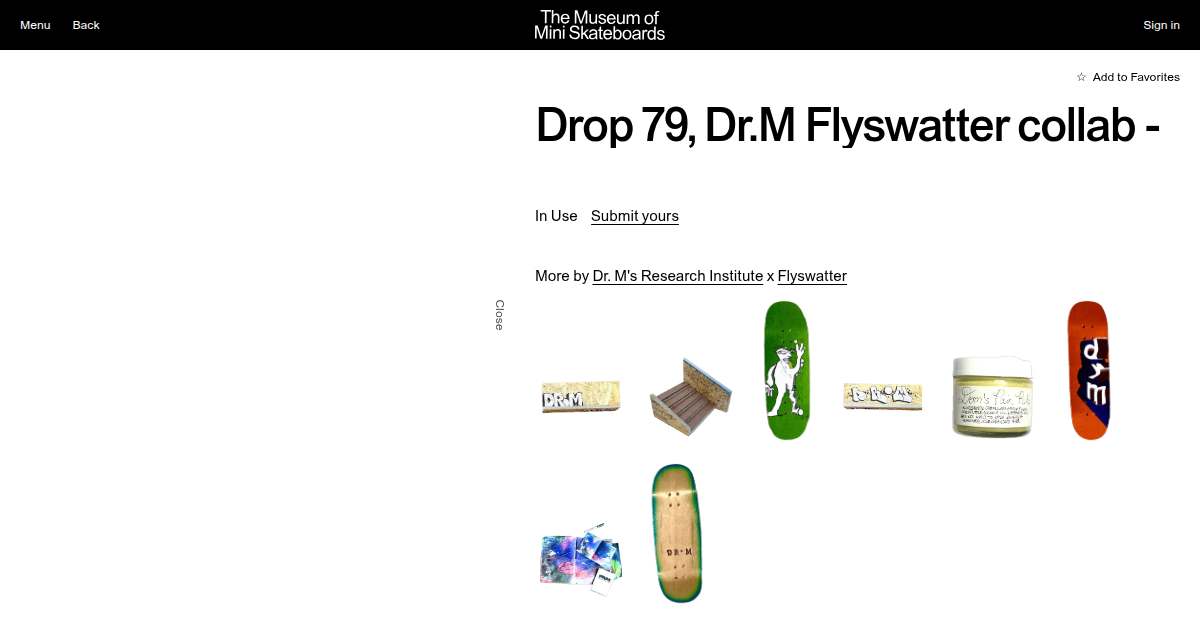 Menu
Back
The Museum of
Mini Skateboards
Sign in
☆ Add to Favorites
Drop 79, Dr.M Flyswatter collab -
In Use
Submit yours
More by Dr. M's Research Institute x Flyswatter
Close
DR.M
drm
DR·M